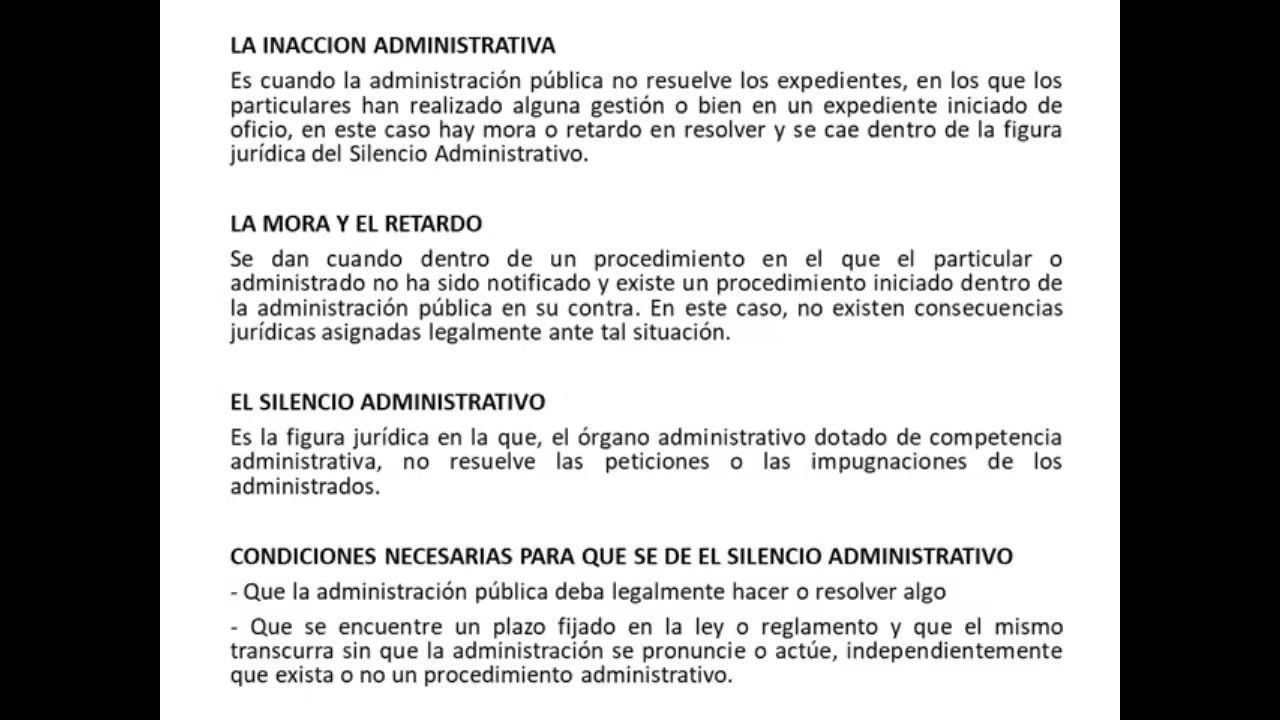 LA INACCION ADMINISTRATIVA
Es cuando la administración pública no resuelve los expedientes, en los que los
particulares han realizado alguna gestión o bien en un expediente iniciado de
oficio, en este caso hay mora o retardo en resolver y se cae dentro de la figura
jurídica del Silencio Administrativo.
LA MORA Y EL RETARDO
Se dan cuando dentro de un procedimiento en el que el particular o
administrado no ha sido notificado y existe un procedimiento iniciado dentro de
la administración pública en su contra. En este caso, no existen consecuencias
jurídicas asignadas legalmente ante tal situación.
EL SILENCIO ADMINISTRATIVO
Es la figura jurídica en la que, el órgano administrativo dotado de competencia
administrativa, no resuelve las peticiones o las impugnaciones de los
administrados.
CONDICIONES NECESARIAS PARA QUE SE DE EL SILENCIO ADMINISTRATIVO
- Que la administración pública deba legalmente hacer o resolver algo
- Que se encuentre un plazo fijado en la ley o reglamento y que el mismo
transcurra sin que la administración se pronuncie o actúe, independientemente
que exista o no un procedimiento administrativo.